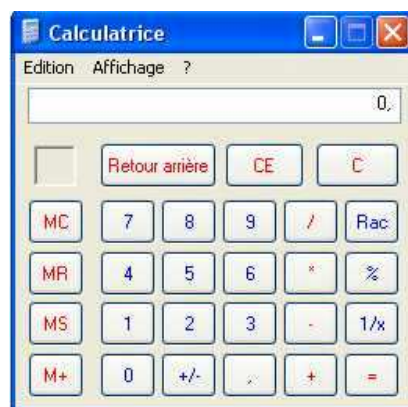 Calculatrice
Edition Affichage ?
0,
Retour arrière CE C
MC 7 8 9 / Rac
MR 4 5 6 * %
MS 1 2 3 - 1/x
M+ 0 +/- , + =